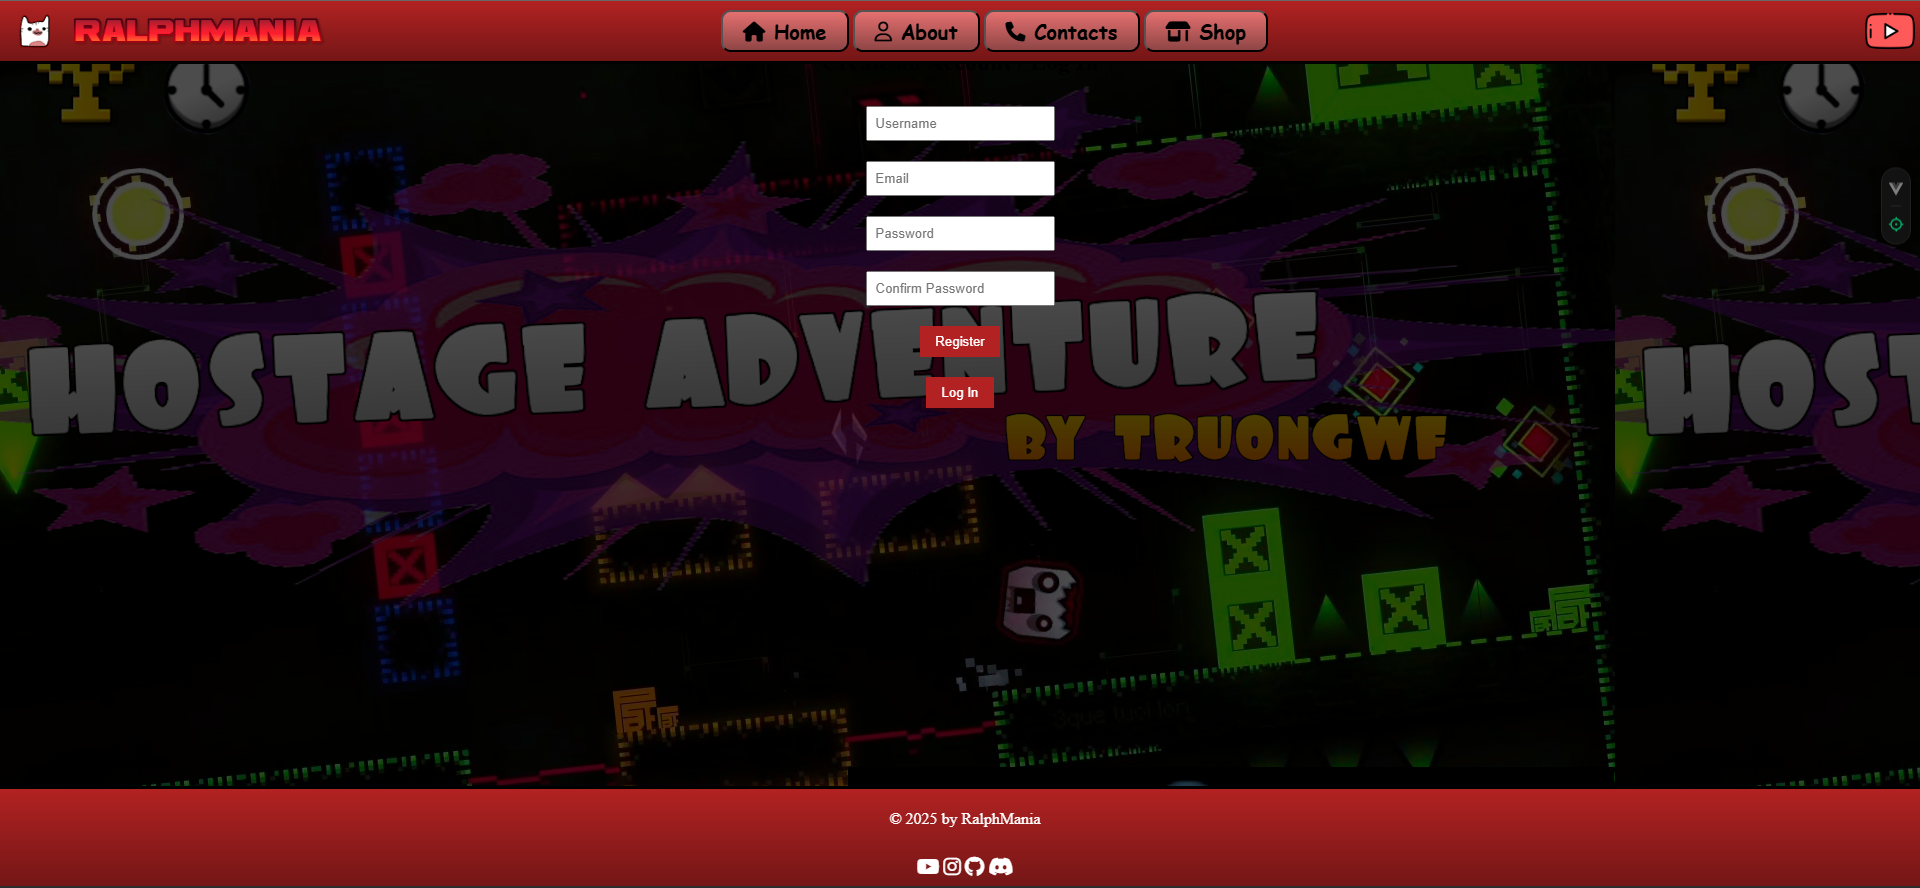 RALPHMANIA
Home
About
Contacts
Shop
Username
Email
Password
Confirm Password
Register
Log In
HOSTAGE ADVENTURE
BY TRUONGWF
HOST
© 2025 by RalphMania